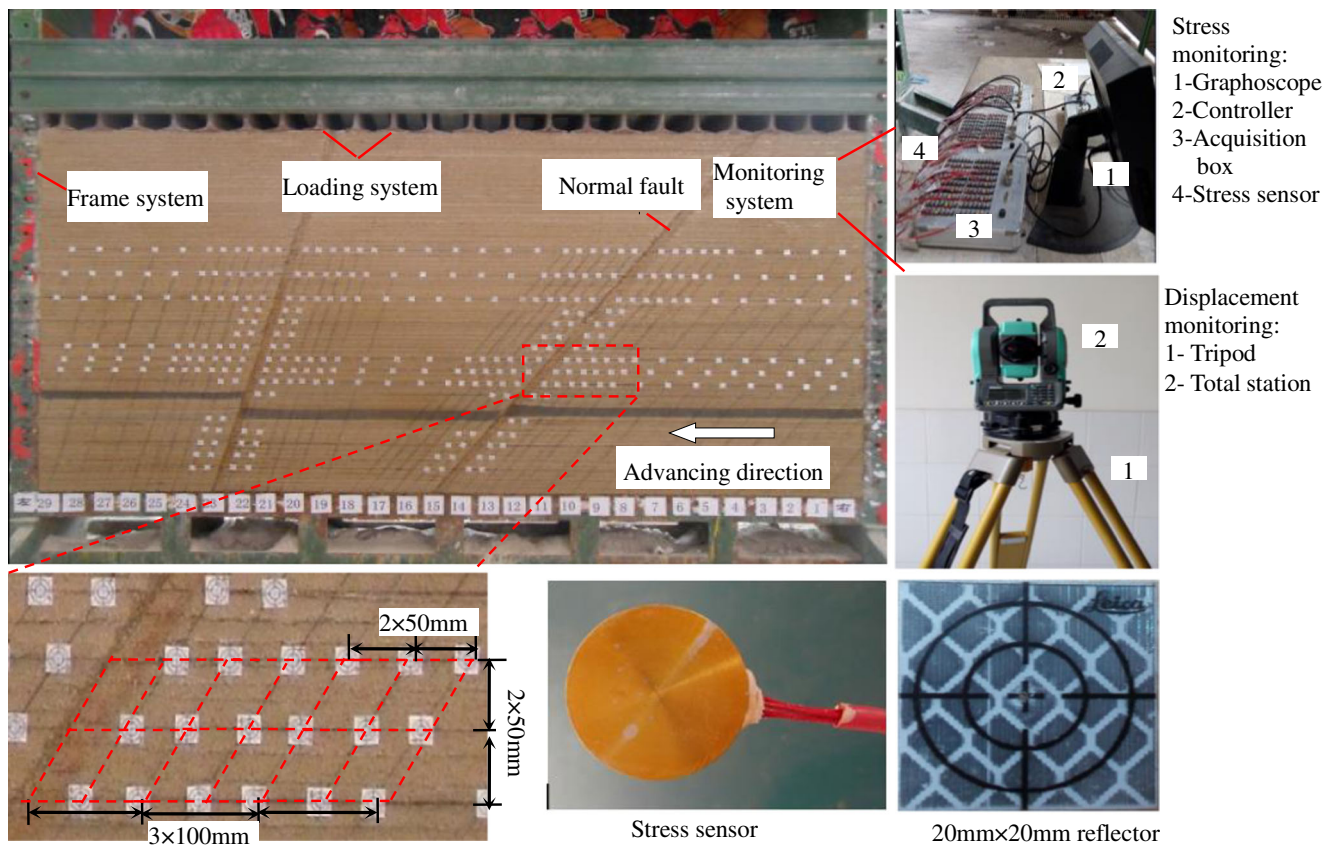 Frame system
Loading system
Normal fault
Monitoring
system
Advancing direction
左 29 28 27 26 25 24 23 22 21 20 19 18 17 16 15 14 13 12 11 10 9 8 7 6 5 4 3 2 1 右
2
4
1
3
Stress
monitoring:
1-Graphoscope
2-Controller
3-Acquisition
box
4-Stress sensor
2
1
Displacement
monitoring:
1- Tripod
2- Total station
2×50mm
2×50mm
3×100mm
Stress sensor
Leica
20mm×20mm reflector